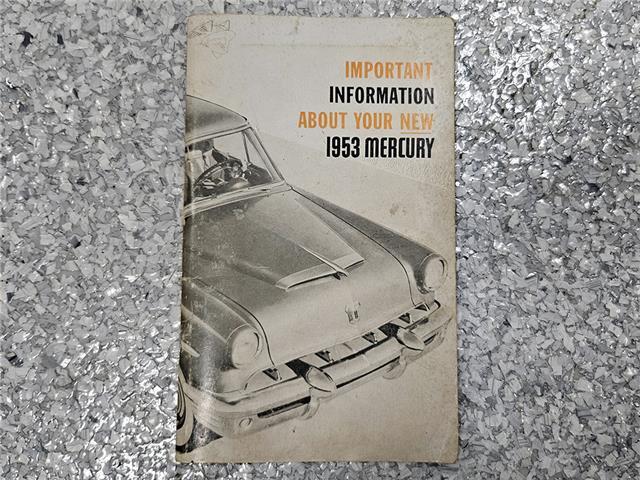 IMPORTANT
INFORMATION
ABOUT YOUR NEW
1953 MERCURY